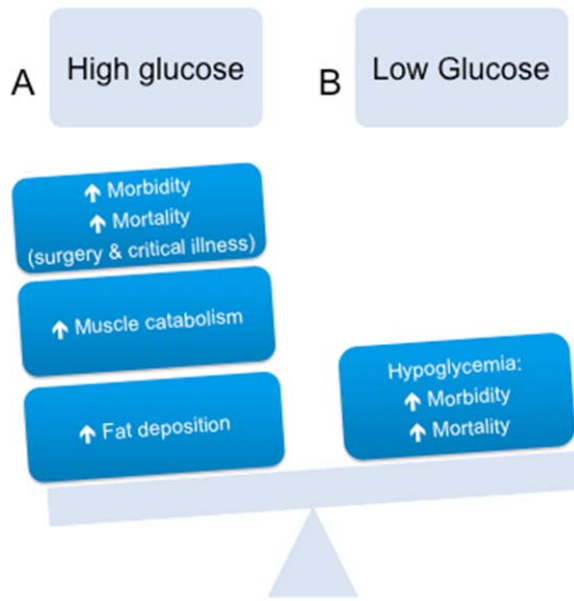 A
High glucose
B
Low Glucose
↑ Morbidity
↑ Mortality
(surgery & critical illness)
↑ Muscle catabolism
↑ Fat deposition
Hypoglycemia:
↑ Morbidity
↑ Mortality